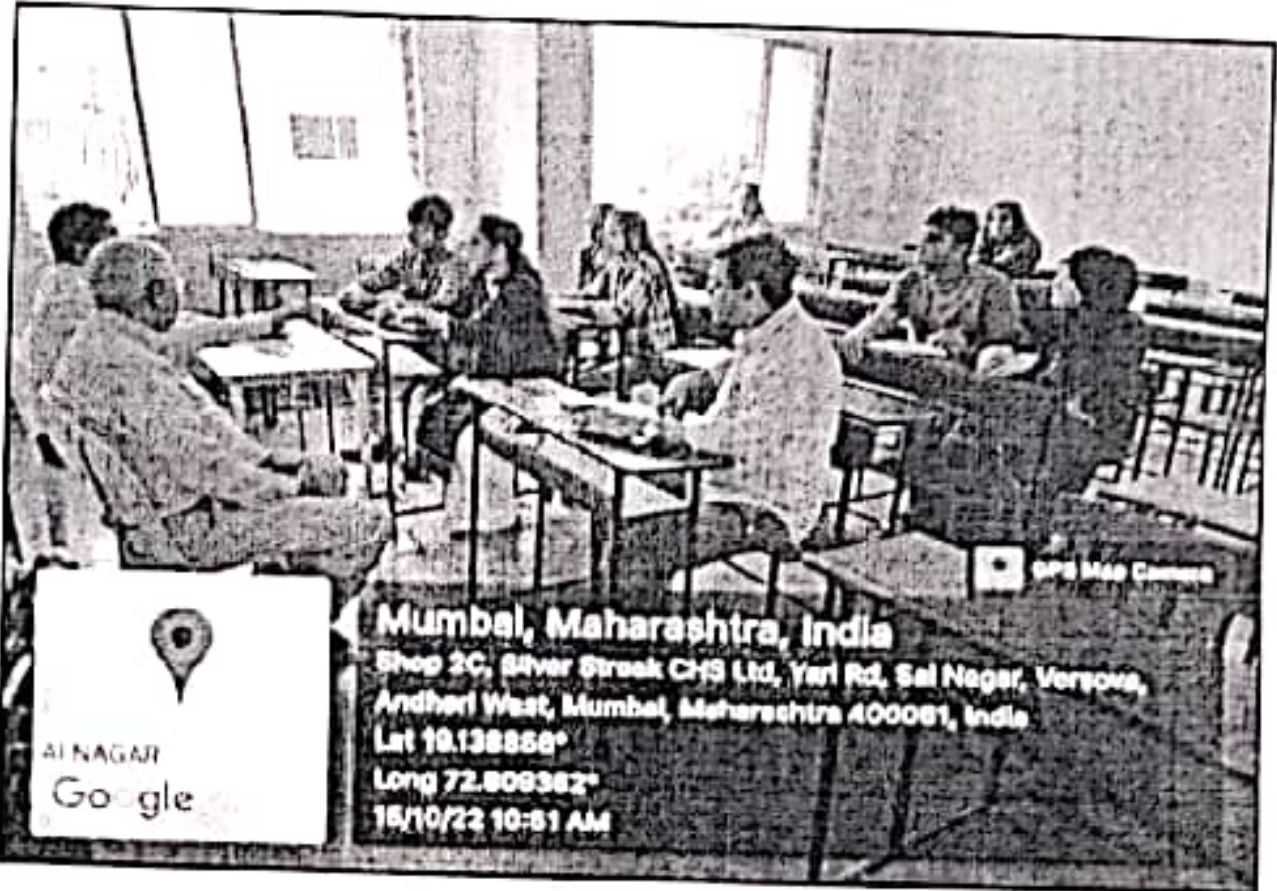 GPS Map Camera
Mumbai, Maharashtra, India
Shop 2C, Silver Streak CHS Ltd, Yari Rd, Sai Nagar, Versova,
Andheri West, Mumbai, Maharashtra 400061, India
Lat 19.138856°
Long 72.809362°
15/10/22 10:51 AM
AI NAGAR
Google